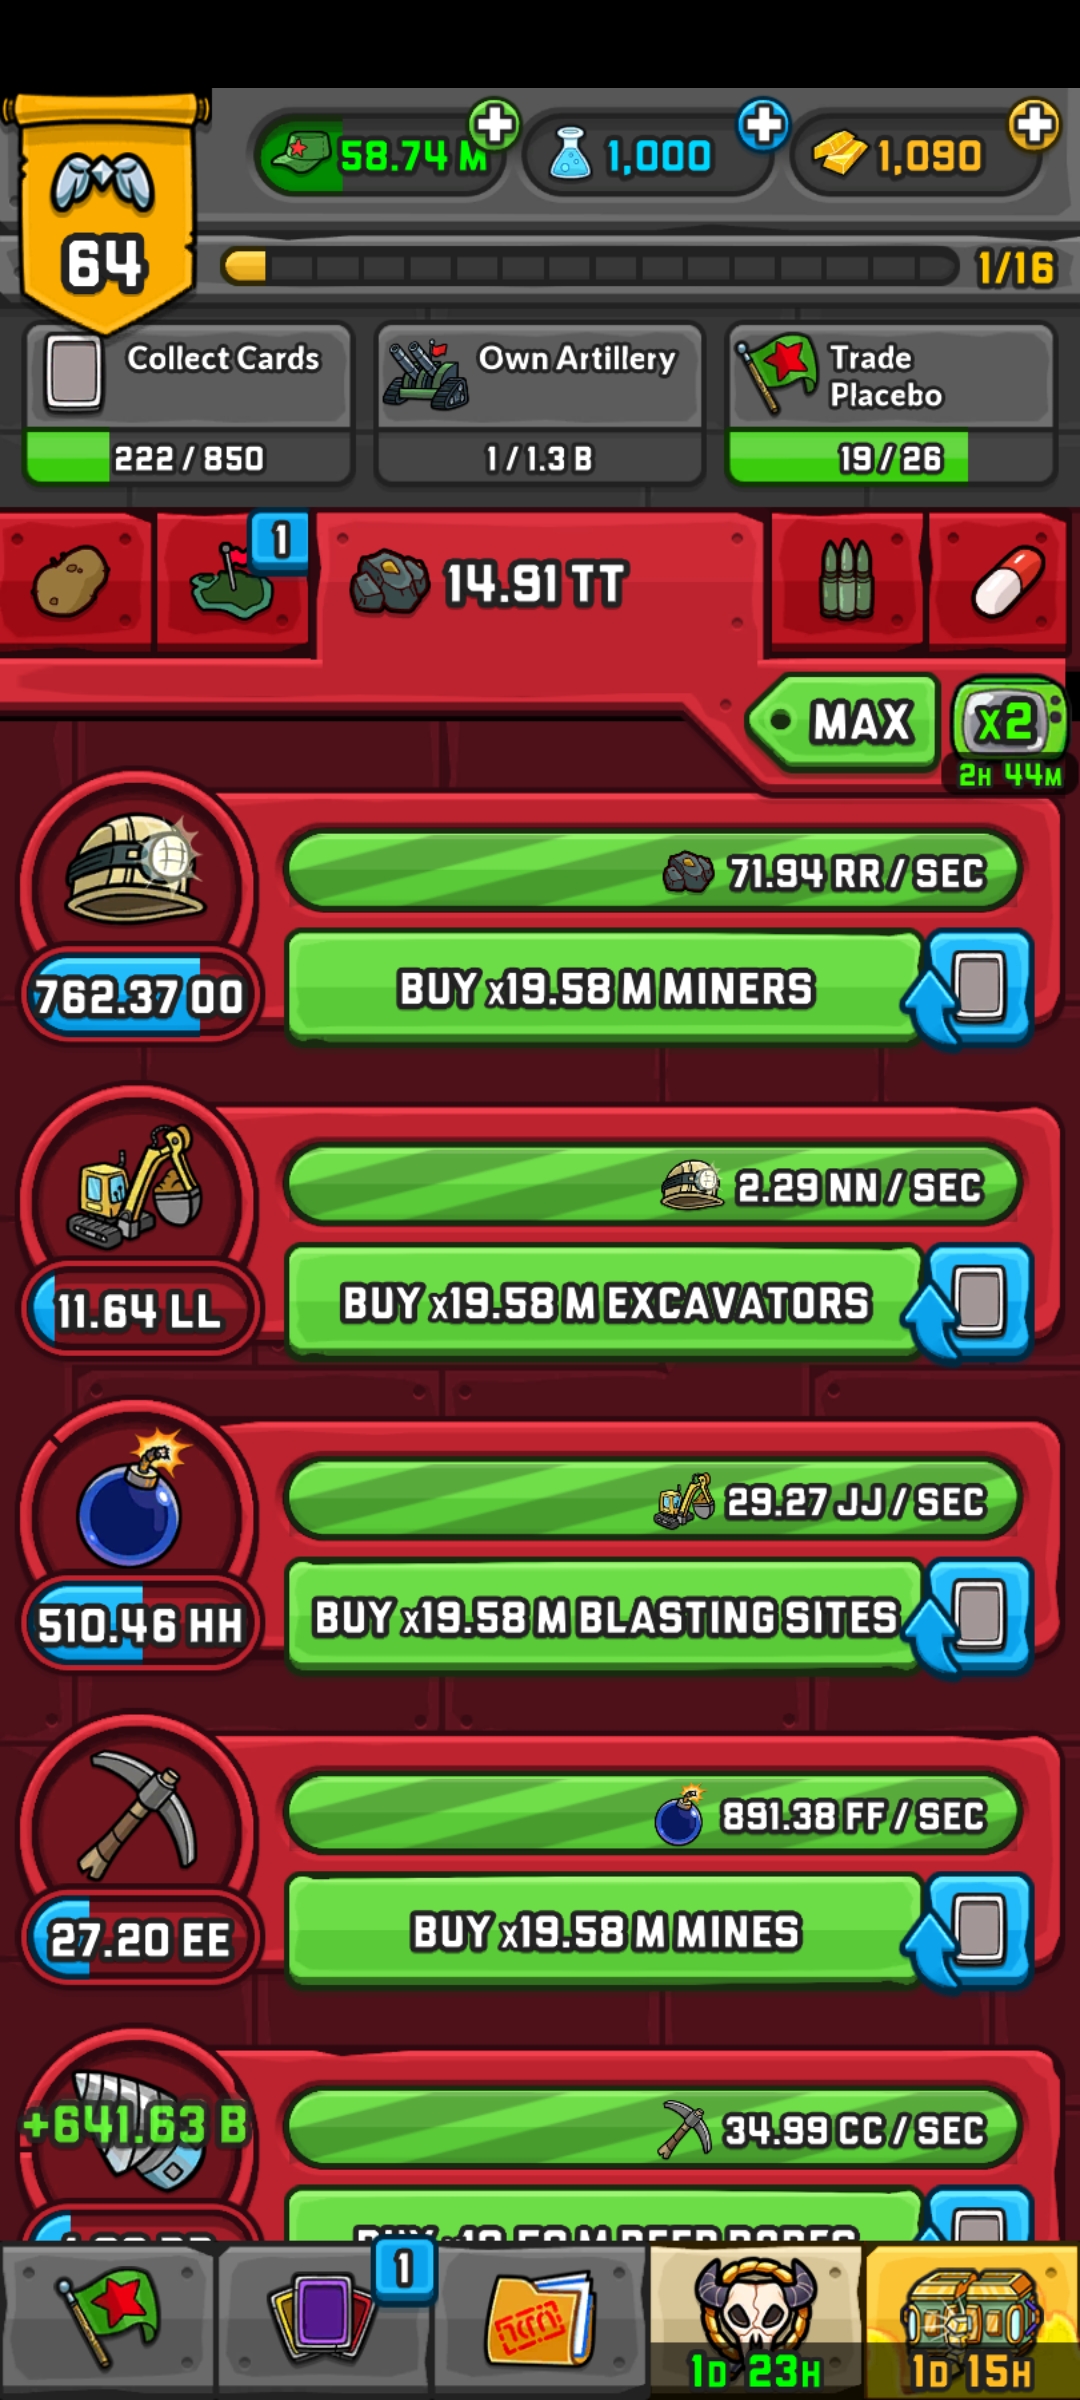 58.74 M
1,000
1,090
64
1/16
Collect Cards
222 / 850
Own Artillery
1 / 1.3 B
Trade
Placebo
19 / 26
1
14.91 TT
MAX
x2
2H 44M
71.94 RR / SEC
762.37 OO
BUY x19.58 M MINERS
2.29 NN / SEC
11.64 LL
BUY x19.58 M EXCAVATORS
29.27 JJ / SEC
510.46 HH
BUY x19.58 M BLASTING SITES
891.38 FF / SEC
27.20 EE
BUY x19.58 M MINES
+641.63 B
34.99 CC / SEC
1
1D 23H
1D 15H